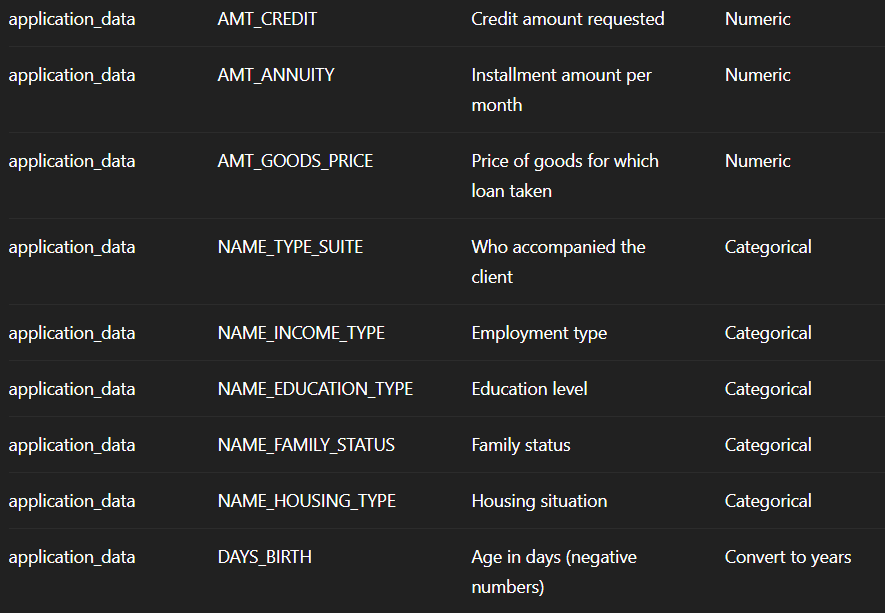 application_data AMT_CREDIT Credit amount requested Numeric
application_data AMT_ANNUITY Installment amount per Numeric
month
application_data AMT_GOODS_PRICE Price of goods for which Numeric
loan taken
application_data NAME_TYPE_SUITE Who accompanied the Categorical
client
application_data NAME_INCOME_TYPE Employment type Categorical
application_data NAME_EDUCATION_TYPE Education level Categorical
application_data NAME_FAMILY_STATUS Family status Categorical
application_data NAME_HOUSING_TYPE Housing situation Categorical
application_data DAYS_BIRTH Age in days (negative Convert to years
numbers)